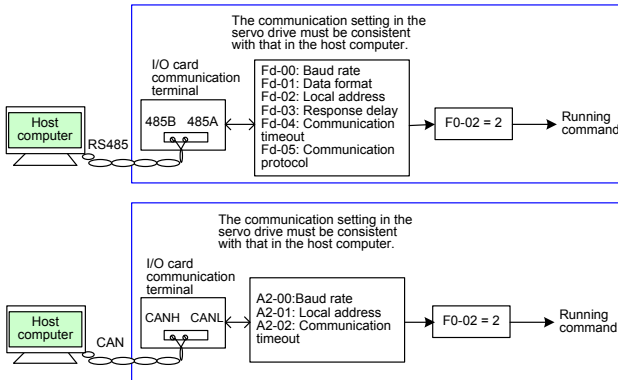 The communication setting in the
servo drive must be consistent
with that in the host computer.
I/O card
communication
terminal
485B 485A
Host
computer
RS485
Fd-00: Baud rate
Fd-01: Data format
Fd-02: Local address
Fd-03: Response delay
Fd-04: Communication
timeout
Fd-05: Communication
protocol
F0-02 = 2
Running
command
The communication setting in the
servo drive must be consistent
with that in the host computer.
I/O card
communication
terminal
CANH CANL
Host
computer
CAN
A2-00:Baud rate
A2-01: Local address
A2-02: Communication
timeout
F0-02 = 2
Running
command